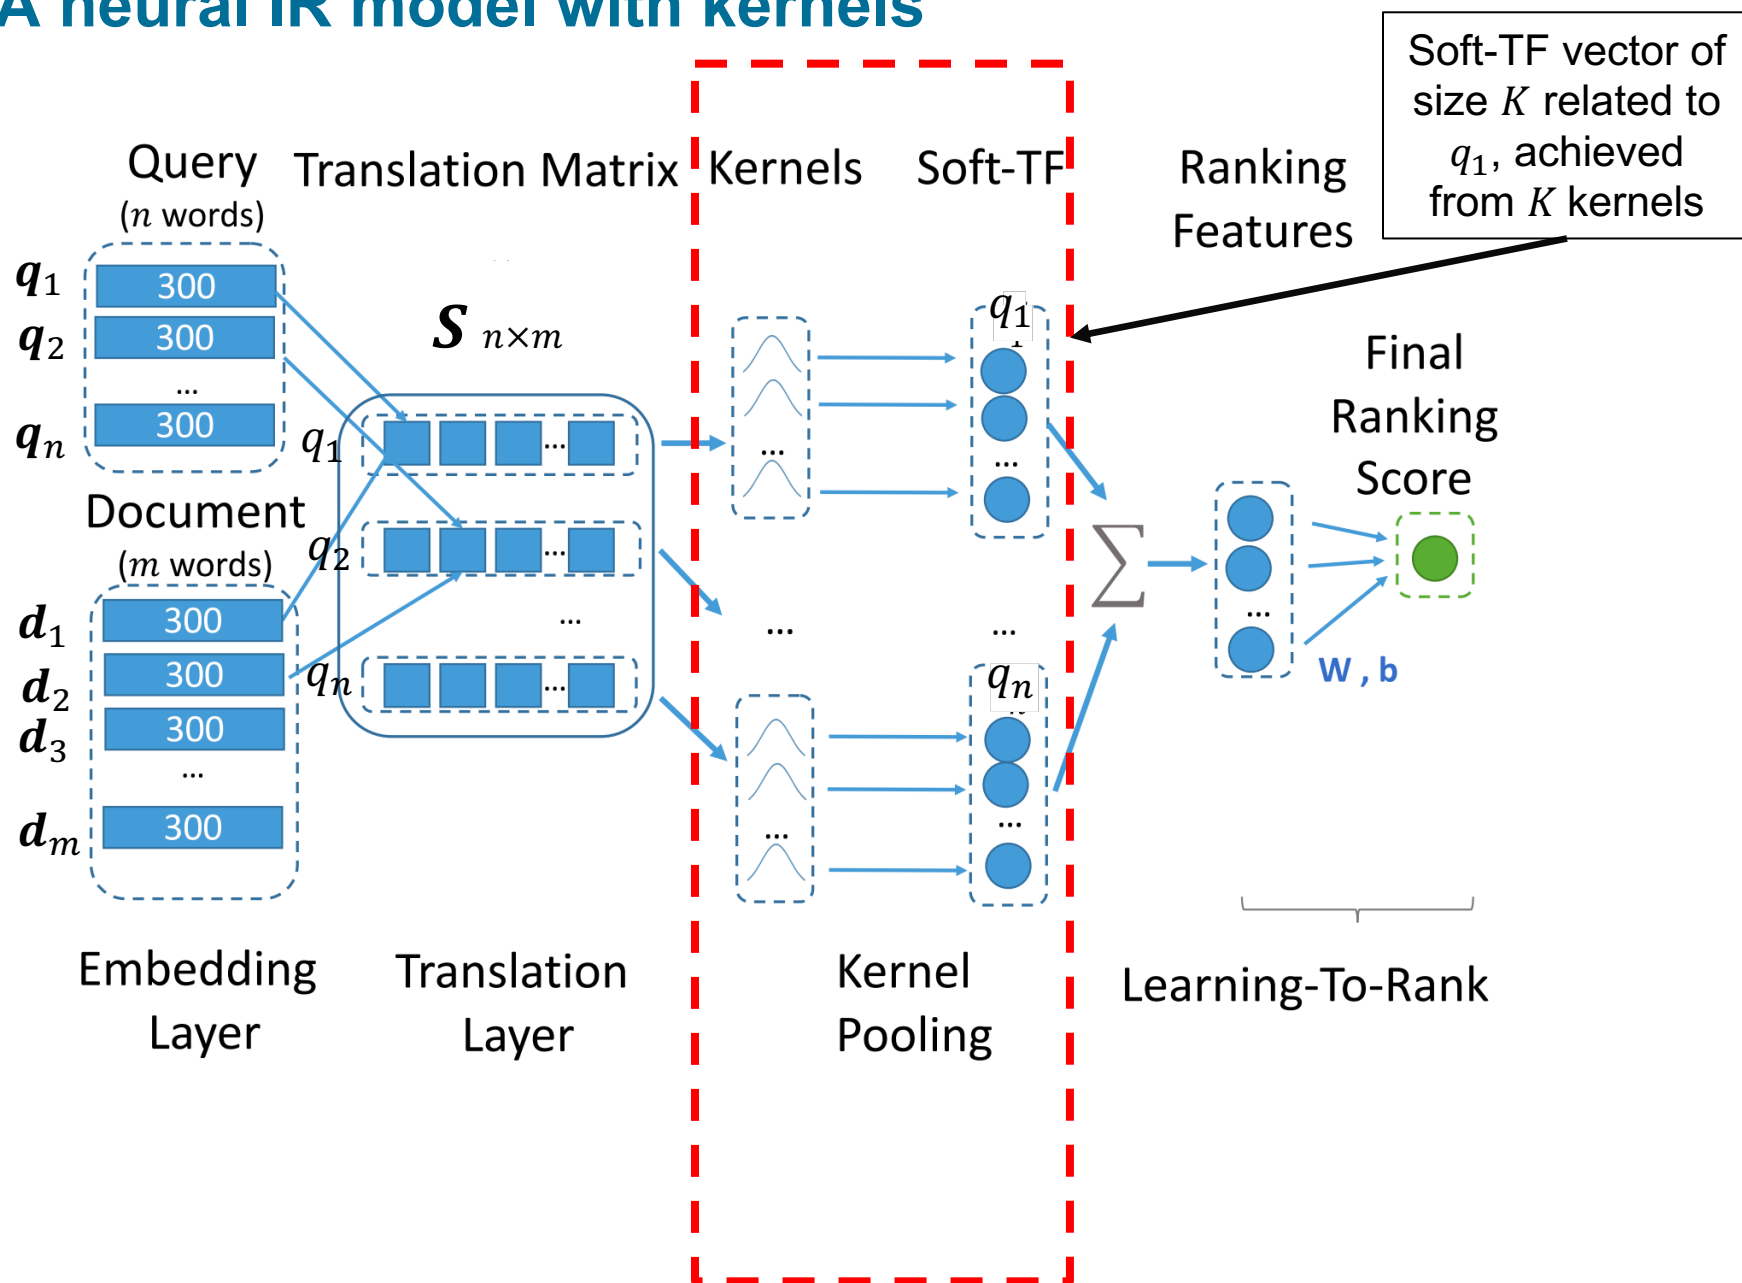 A neural IR model with kernels
Soft-TF vector of
size K related to
q1, achieved
from K kernels
Query
(n words)
Translation Matrix
Kernels
Soft-TF
Ranking
Features
q1 300
q2 300
...
qn 300
S n×m
q1
...
q2
...
...
qn
...
Document
(m words)
d1 300
d2 300
d3 300
...
dm 300
q1
...
...
...
...
qn
...
...
...
Final
Ranking
Score
W , b
Embedding
Layer
Translation
Layer
Kernel
Pooling
Learning-To-Rank